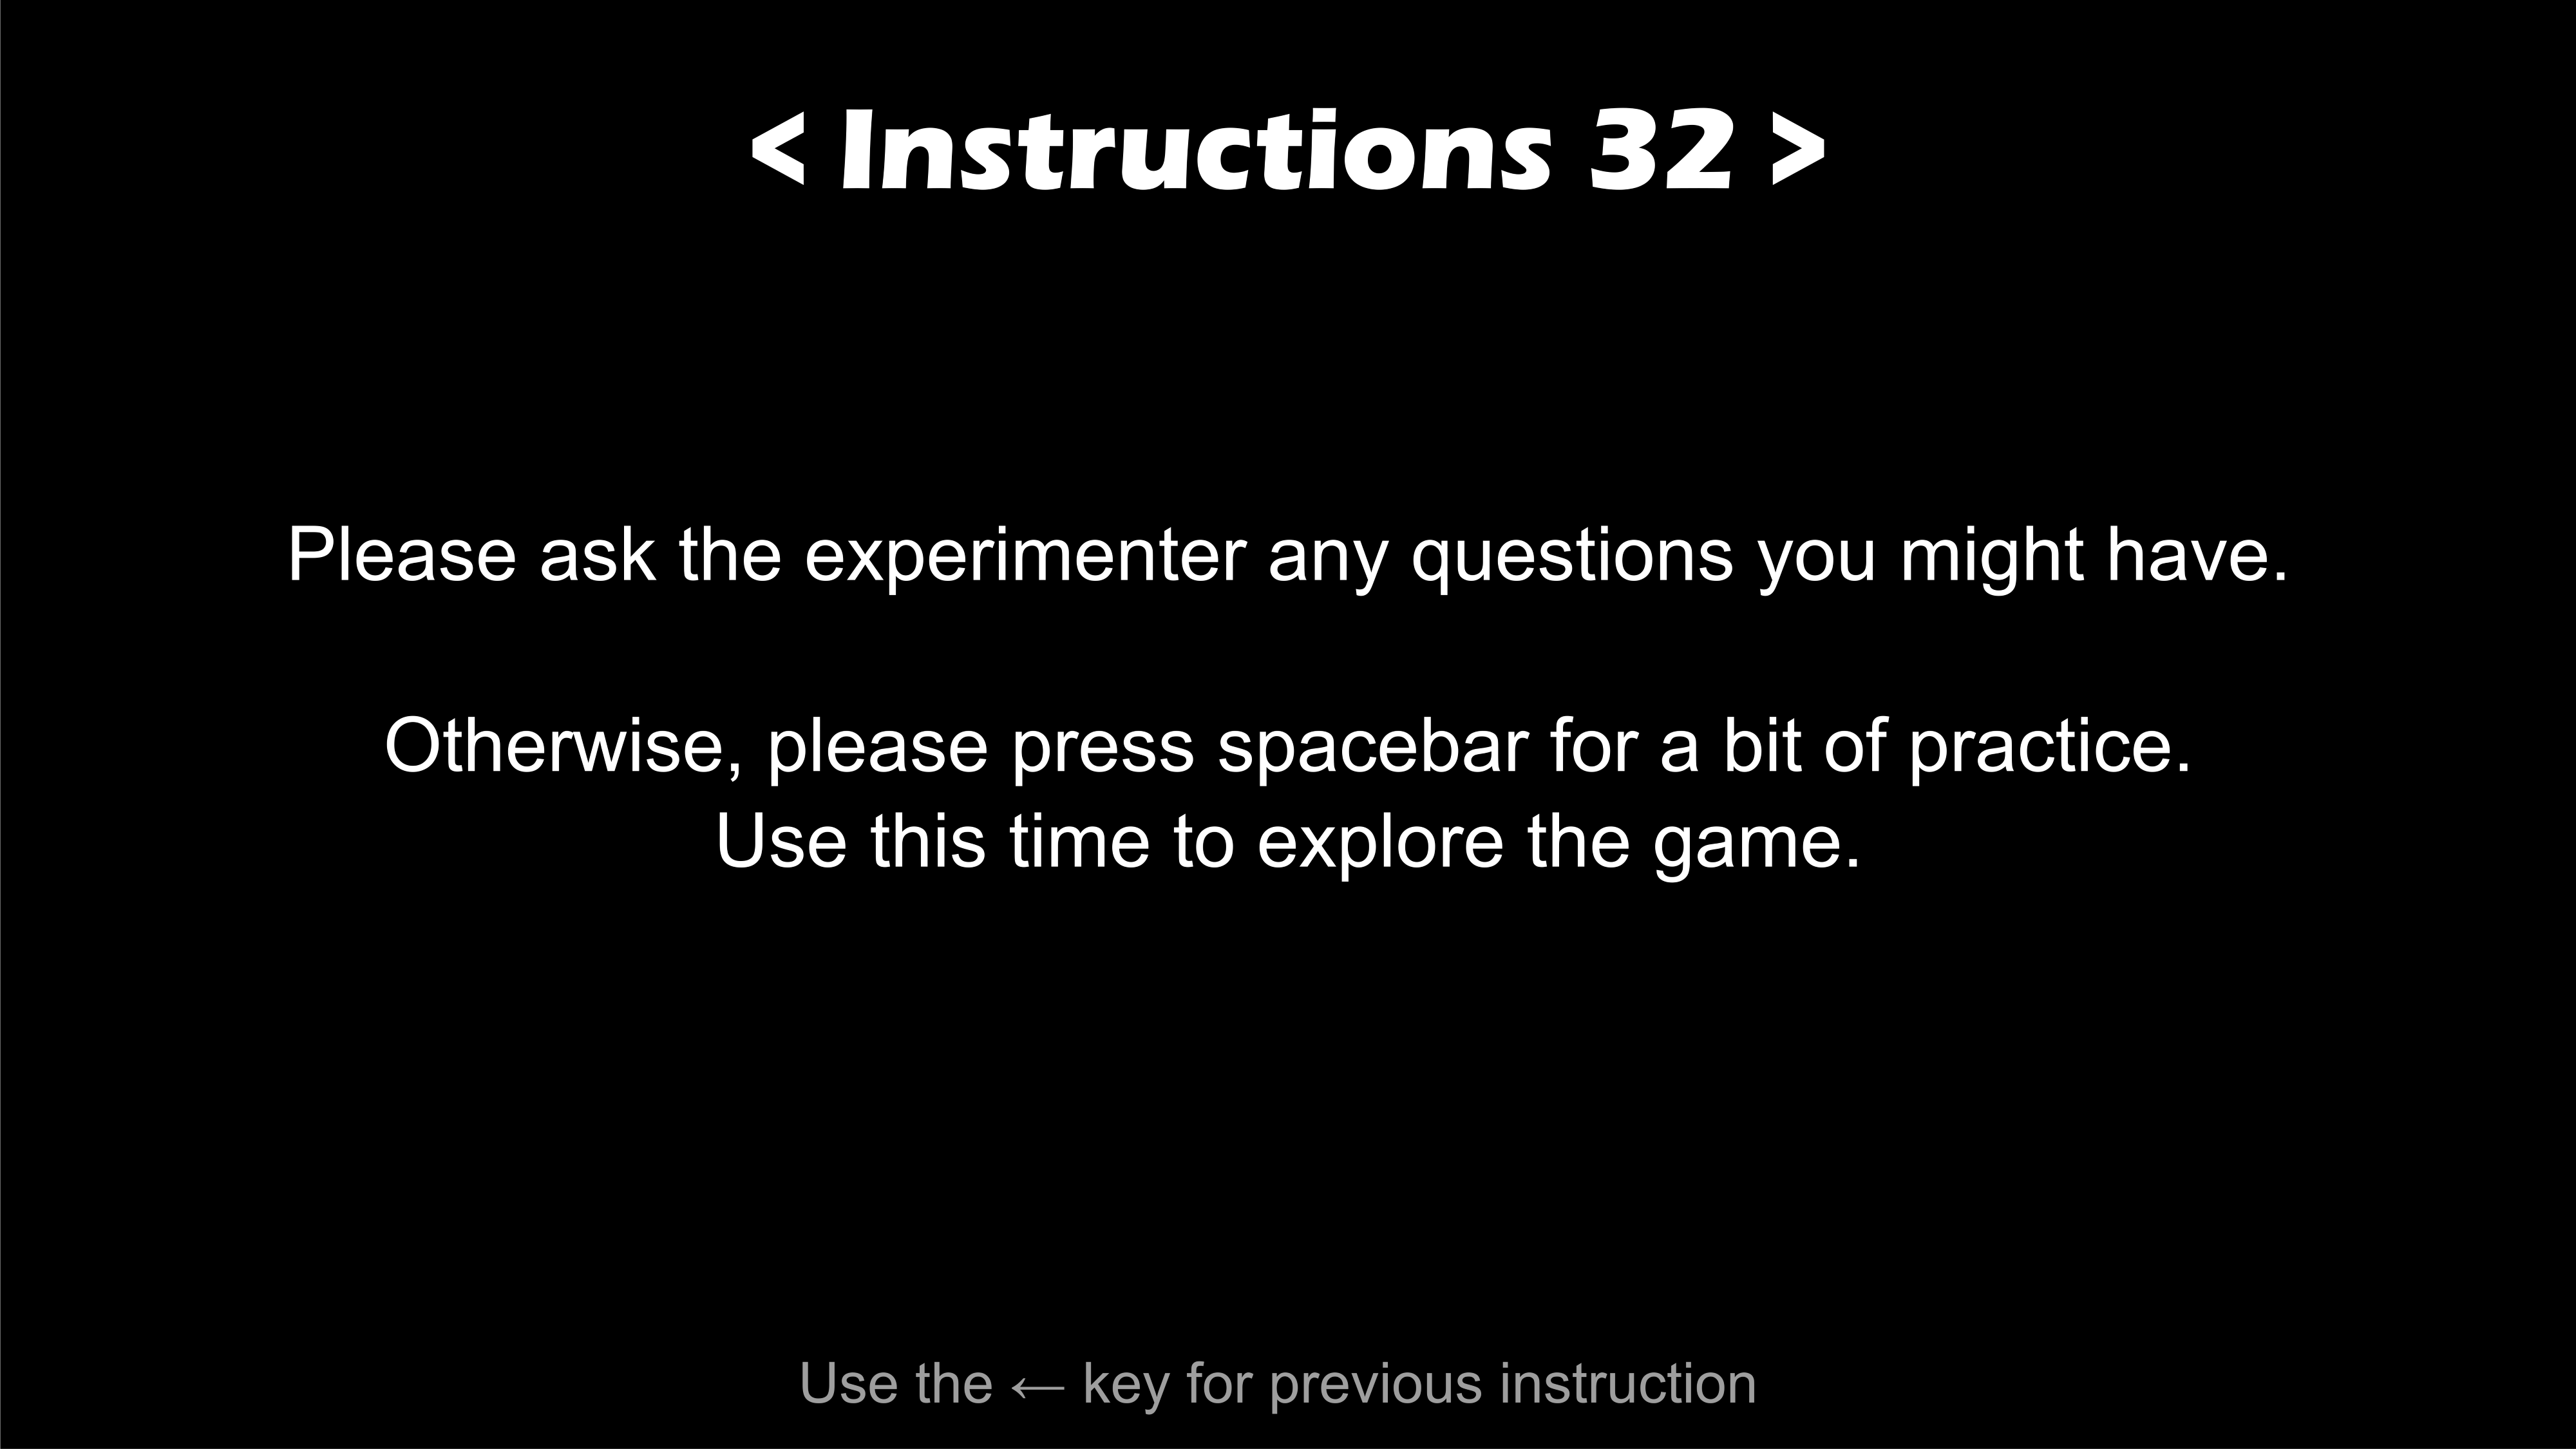 < Instructions 32 >
Please ask the experimenter any questions you might have.
Otherwise, please press spacebar for a bit of practice.
Use this time to explore the game.
Use the ← key for previous instruction